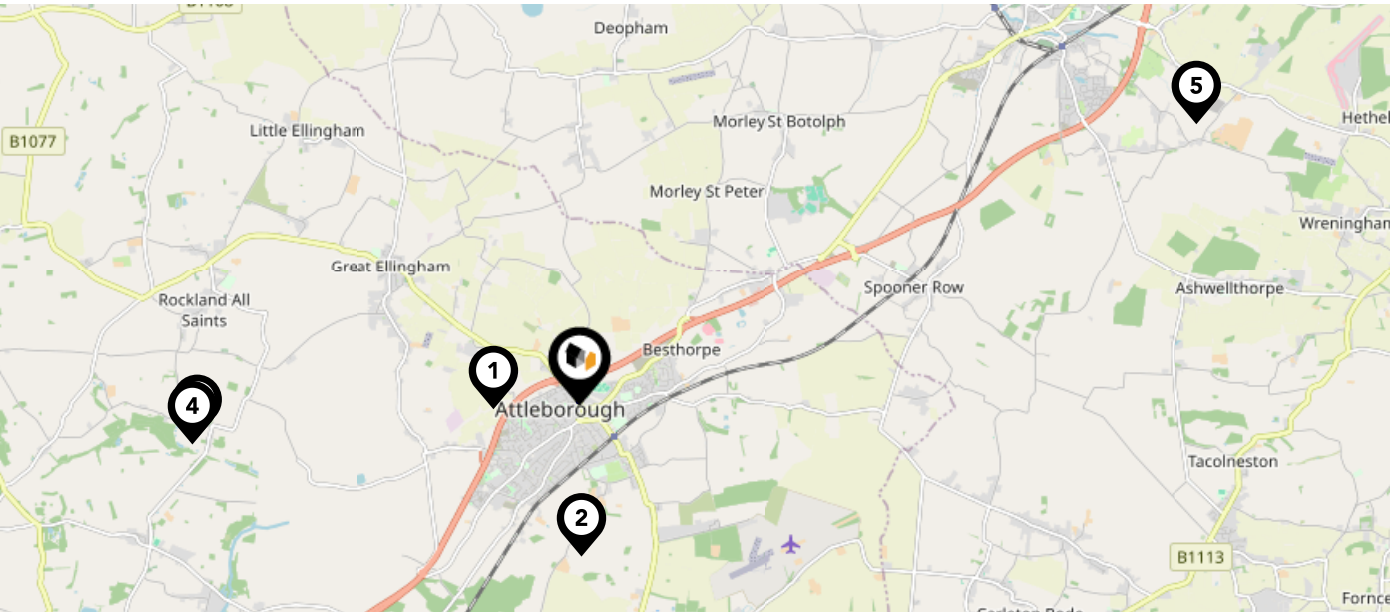 Deopham
5
Morley St Botolph
Little Ellingham
B1077
Hethel
Morley St Peter
Wreningham
Great Ellingham
Spooner Row
Ashwellthorpe
Rockland All
Saints
Besthorpe
1
4
Attleborough
Tacolneston
2
B1113
Fornce